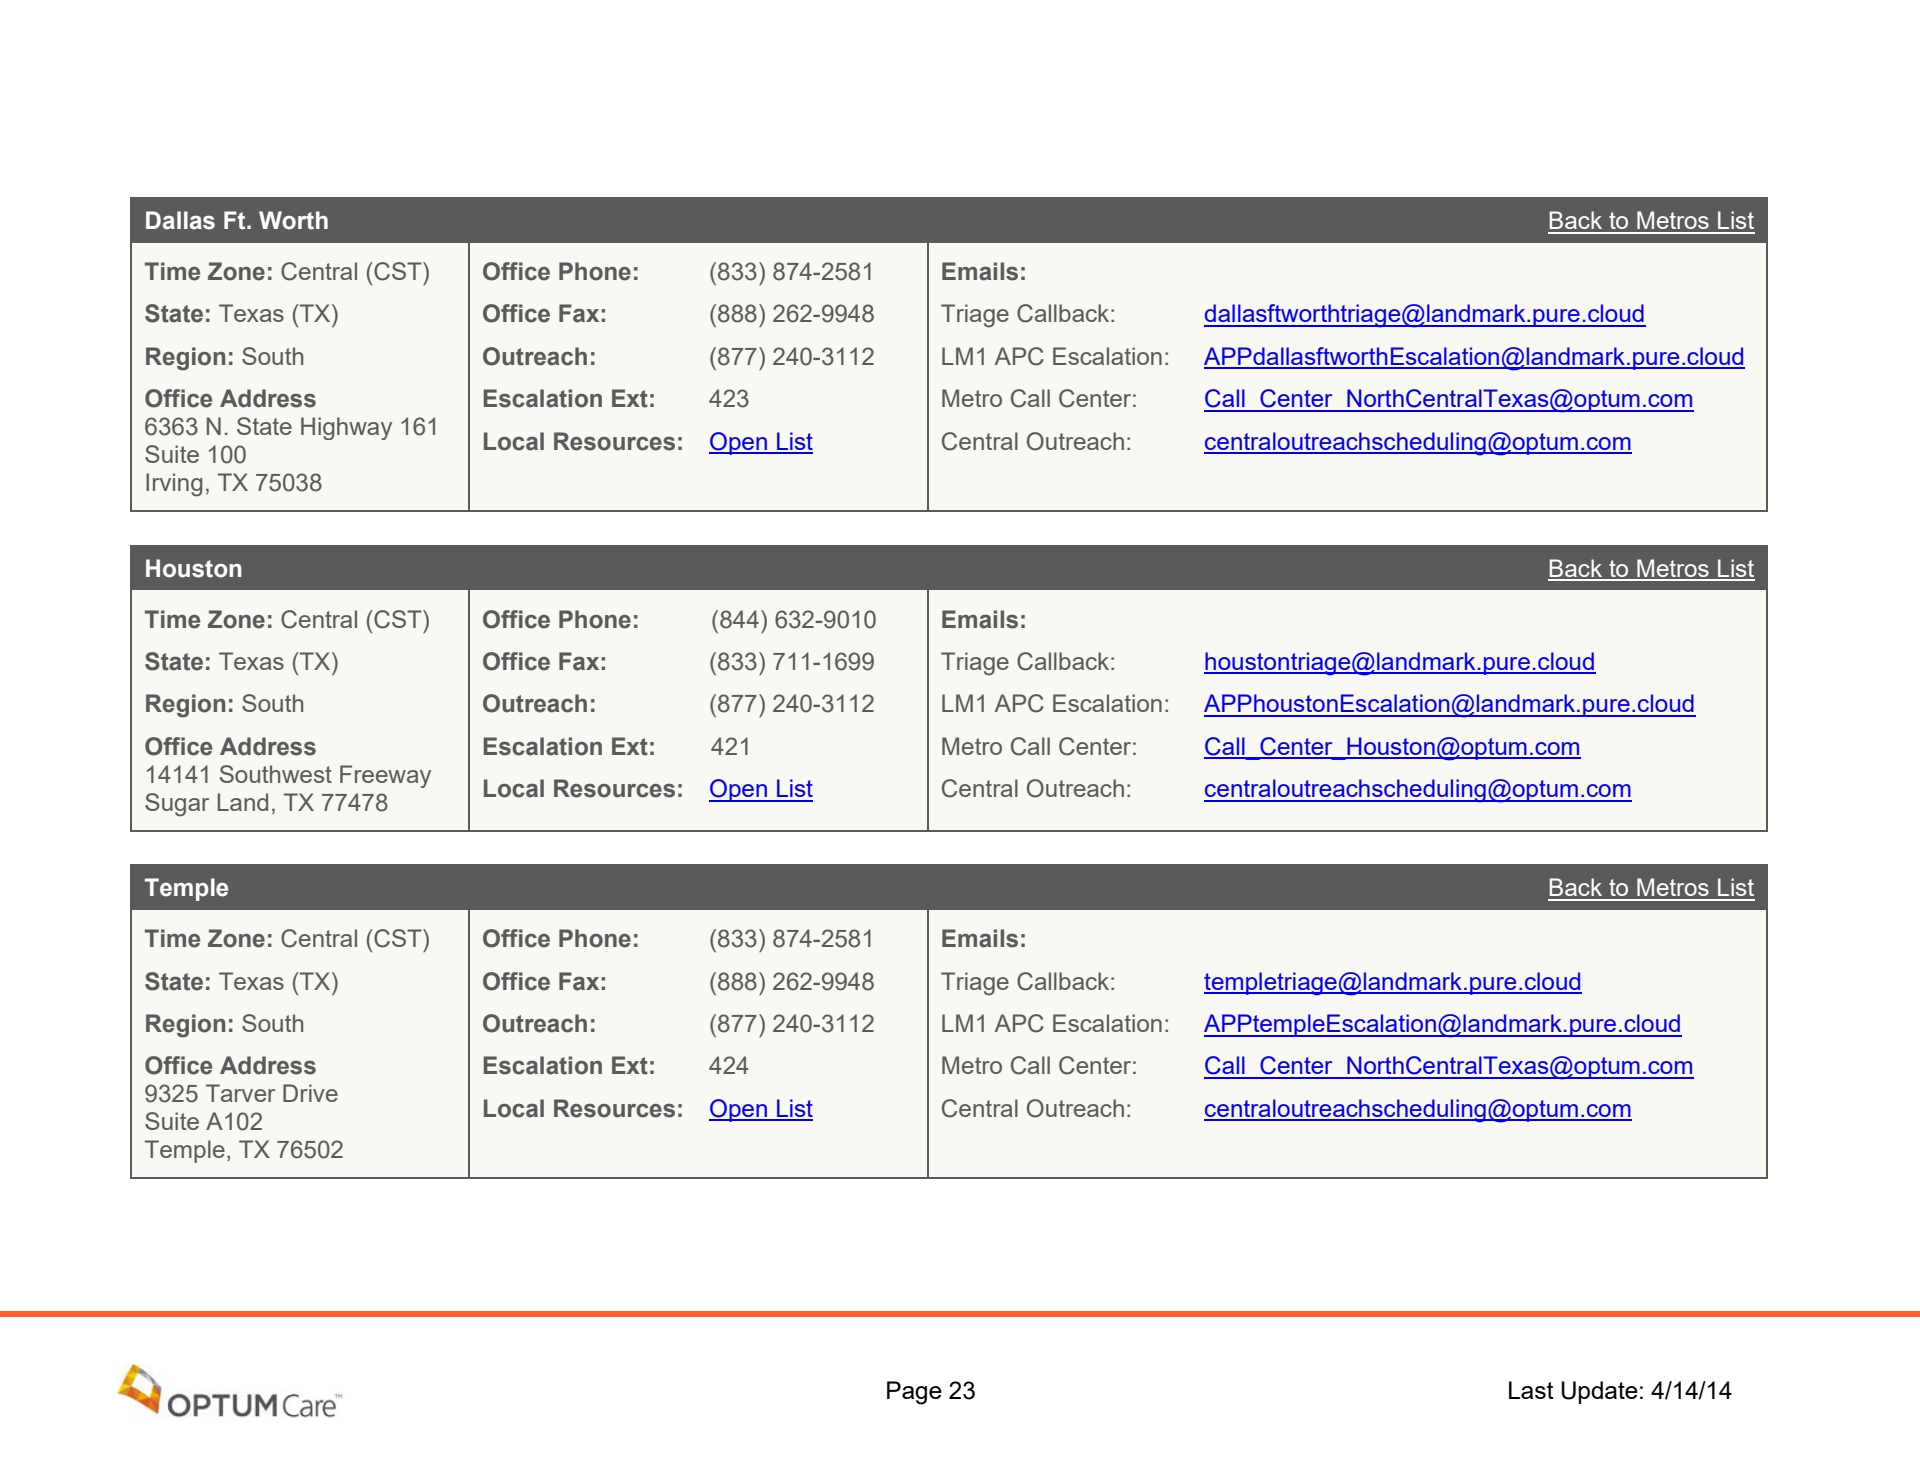 Dallas Ft. Worth Back to Metros List
Time Zone: Central (CST)
State: Texas (TX)
Region: South
Office Address
6363 N. State Highway 161
Suite 100
Irving, TX 75038
Office Phone: (833) 874-2581
Office Fax: (888) 262-9948
Outreach: (877) 240-3112
Escalation Ext: 423
Local Resources: Open List
Emails:
Triage Callback: dallasftworthtriage@landmark.pure.cloud
LM1 APC Escalation: APPdallasftworthEscalation@landmark.pure.cloud
Metro Call Center: Call_Center_NorthCentralTexas@optum.com
Central Outreach: centraloutreachscheduling@optum.com
Houston Back to Metros List
Time Zone: Central (CST)
State: Texas (TX)
Region: South
Office Address
14141 Southwest Freeway
Sugar Land, TX 77478
Office Phone: (844) 632-9010
Office Fax: (833) 711-1699
Outreach: (877) 240-3112
Escalation Ext: 421
Local Resources: Open List
Emails:
Triage Callback: houstontriage@landmark.pure.cloud
LM1 APC Escalation: APPhoustonEscalation@landmark.pure.cloud
Metro Call Center: Call_Center_Houston@optum.com
Central Outreach: centraloutreachscheduling@optum.com
Temple Back to Metros List
Time Zone: Central (CST)
State: Texas (TX)
Region: South
Office Address
9325 Tarver Drive
Suite A102
Temple, TX 76502
Office Phone: (833) 874-2581
Office Fax: (888) 262-9948
Outreach: (877) 240-3112
Escalation Ext: 424
Local Resources: Open List
Emails:
Triage Callback: templetriage@landmark.pure.cloud
LM1 APC Escalation: APPtempleEscalation@landmark.pure.cloud
Metro Call Center: Call_Center_NorthCentralTexas@optum.com
Central Outreach: centraloutreachscheduling@optum.com
OPTUMCare™ Page 23 Last Update: 4/14/14